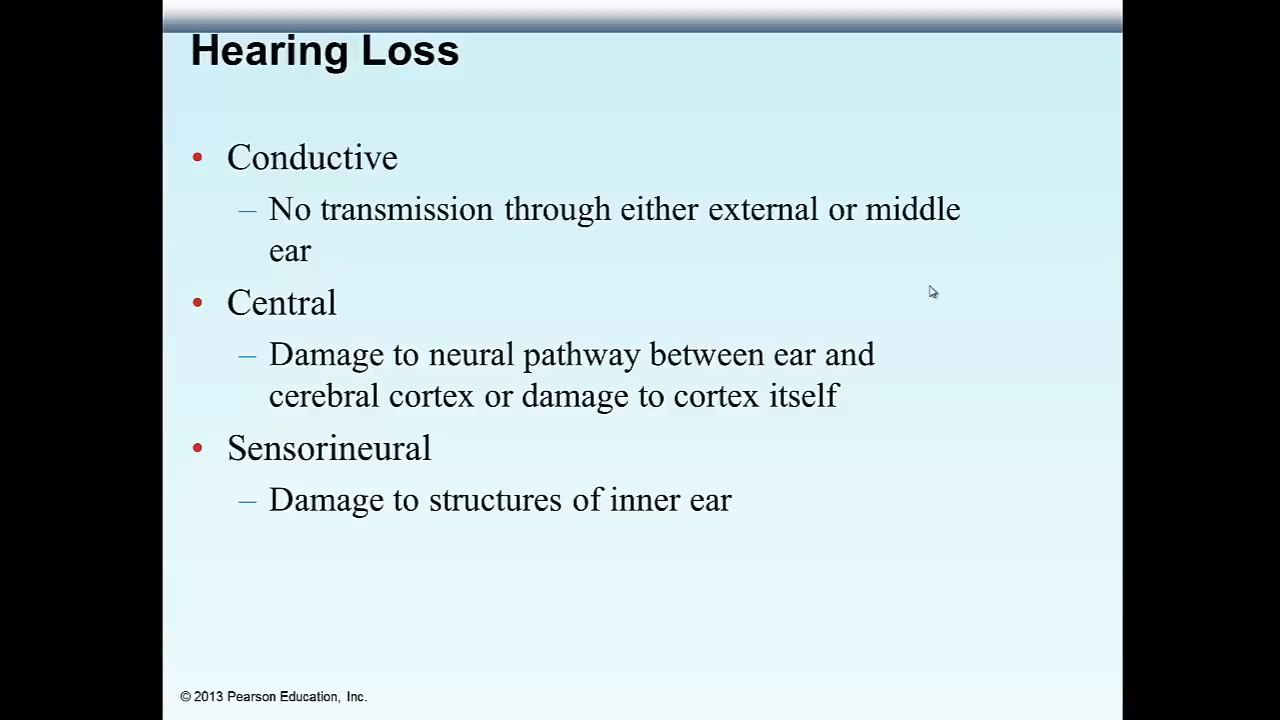 Hearing Loss
• Conductive
– No transmission through either external or middle
ear
• Central
– Damage to neural pathway between ear and
cerebral cortex or damage to cortex itself
• Sensorineural
– Damage to structures of inner ear
© 2013 Pearson Education, Inc.